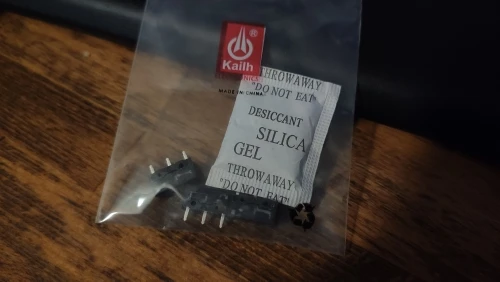 ®
Kailh
MADE IN CHINA
THROWAWAY
"DO NOT EAT"
DESICCANT
SILICA
GEL
THROWAWAY
"DO NOT EAT"